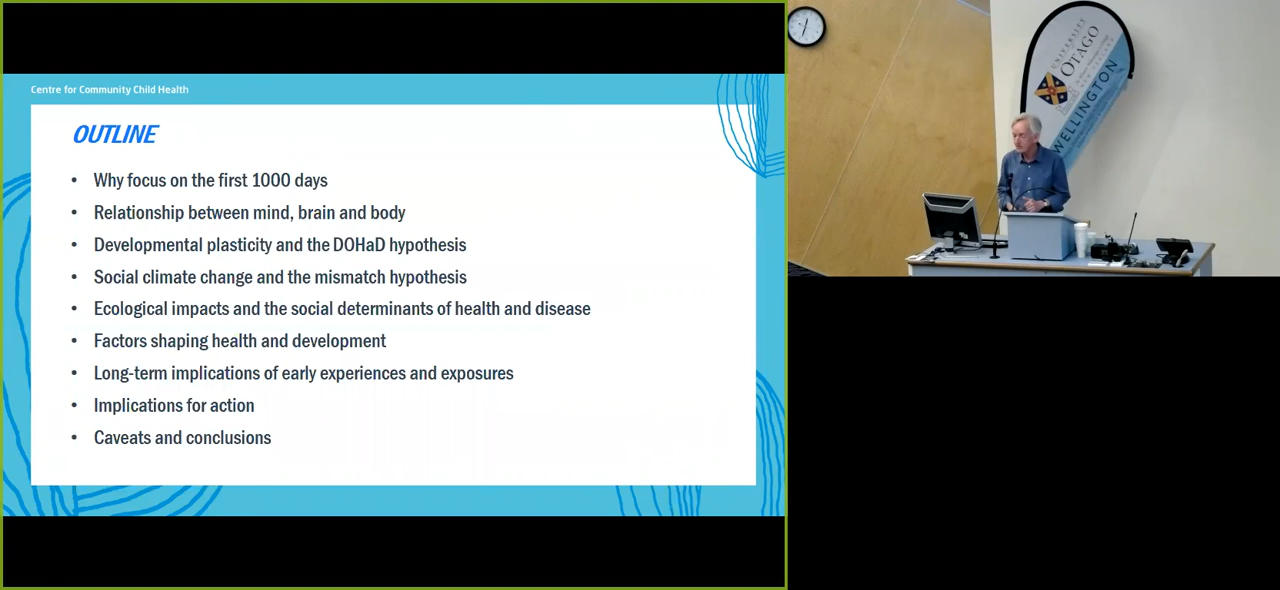 Centre for Community Child Health
OUTLINE
• Why focus on the first 1000 days
• Relationship between mind, brain and body
• Developmental plasticity and the DOHaD hypothesis
• Social climate change and the mismatch hypothesis
• Ecological impacts and the social determinants of health and disease
• Factors shaping health and development
• Long-term implications of early experiences and exposures
• Implications for action
• Caveats and conclusions
UNIVERSITY
OTAGO
WELLINGTON